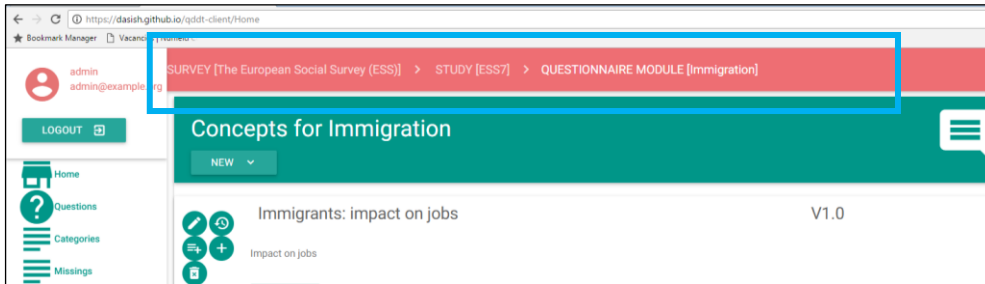 https://dasish.github.io/qddt-client/Home
Bookmark Manager Vacancies | Nuffield
admin
admin@example.org
SURVEY [The European Social Survey (ESS)] > STUDY [ESS7] > QUESTIONNAIRE MODULE [Immigration]
LOGOUT
Concepts for Immigration
NEW
Home
Questions
Categories
Missings
Immigrants: impact on jobs V1.0
Impact on jobs